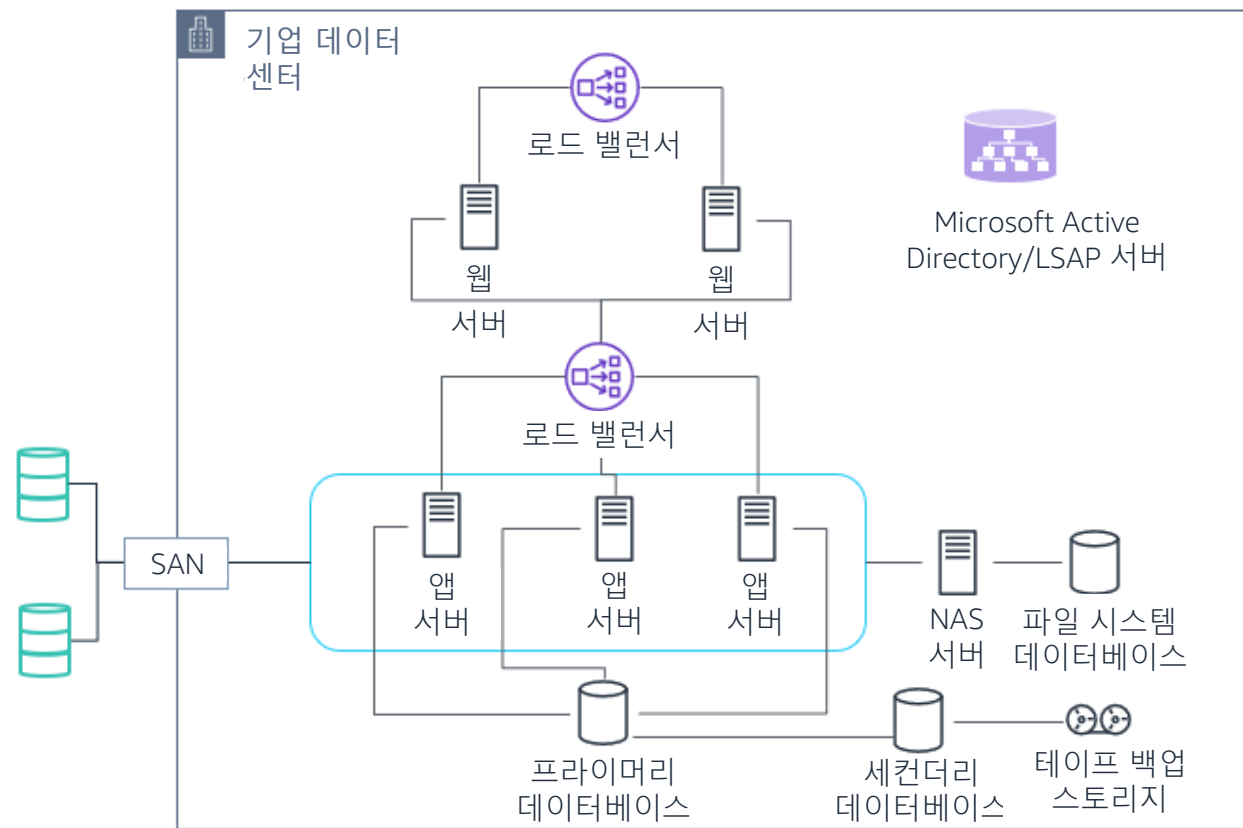 기업 데이터
센터
로드 밸런서
Microsoft Active
Directory/LSAP 서버
웹
서버
웹
서버
로드 밸런서
SAN
앱
서버
앱
서버
앱
서버
NAS
서버
파일 시스템
데이터베이스
프라이머리
데이터베이스
세컨더리
데이터베이스
테이프 백업
스토리지